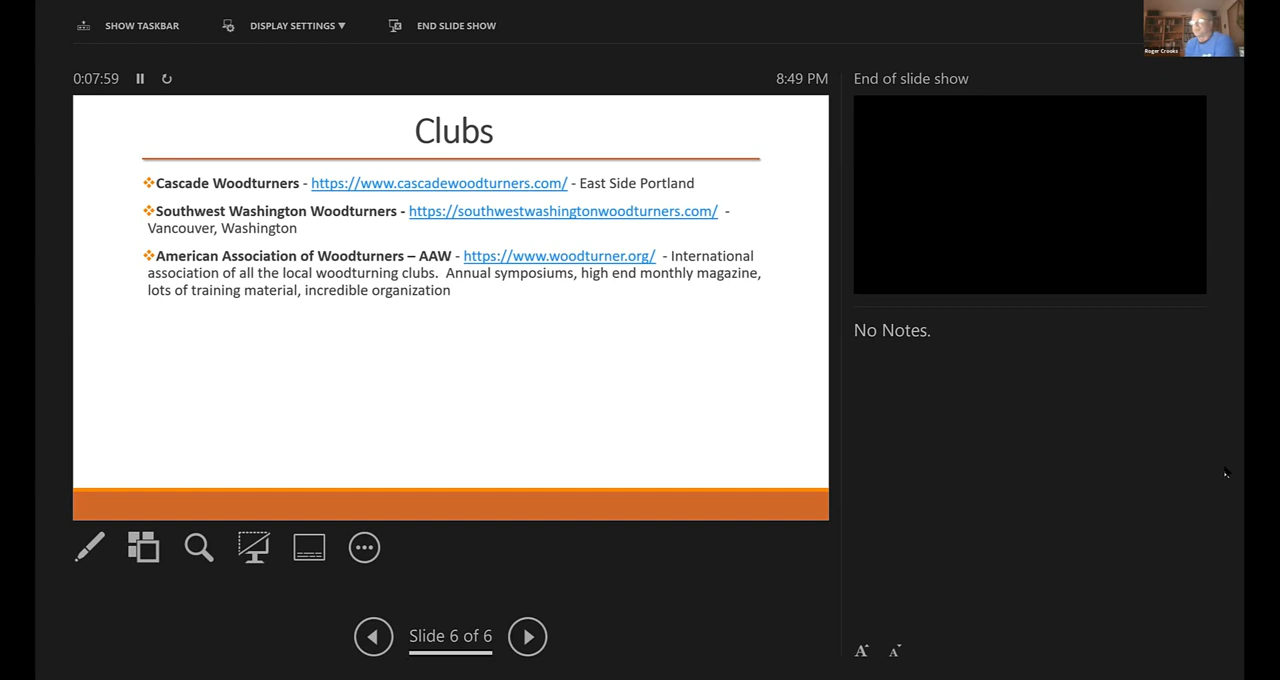 SHOW TASKBAR
DISPLAY SETTINGS ▼
END SLIDE SHOW
Roger Crooks
0:07:59
8:49 PM
End of slide show
Clubs
❖Cascade Woodturners - https://www.cascadewoodturners.com/ - East Side Portland
❖Southwest Washington Woodturners - https://southwestwashingtonwoodturners.com/ -
Vancouver, Washington
❖American Association of Woodturners – AAW - https://www.woodturner.org/ - International
association of all the local woodturning clubs. Annual symposiums, high end monthly magazine,
lots of training material, incredible organization
No Notes.
Slide 6 of 6
A A